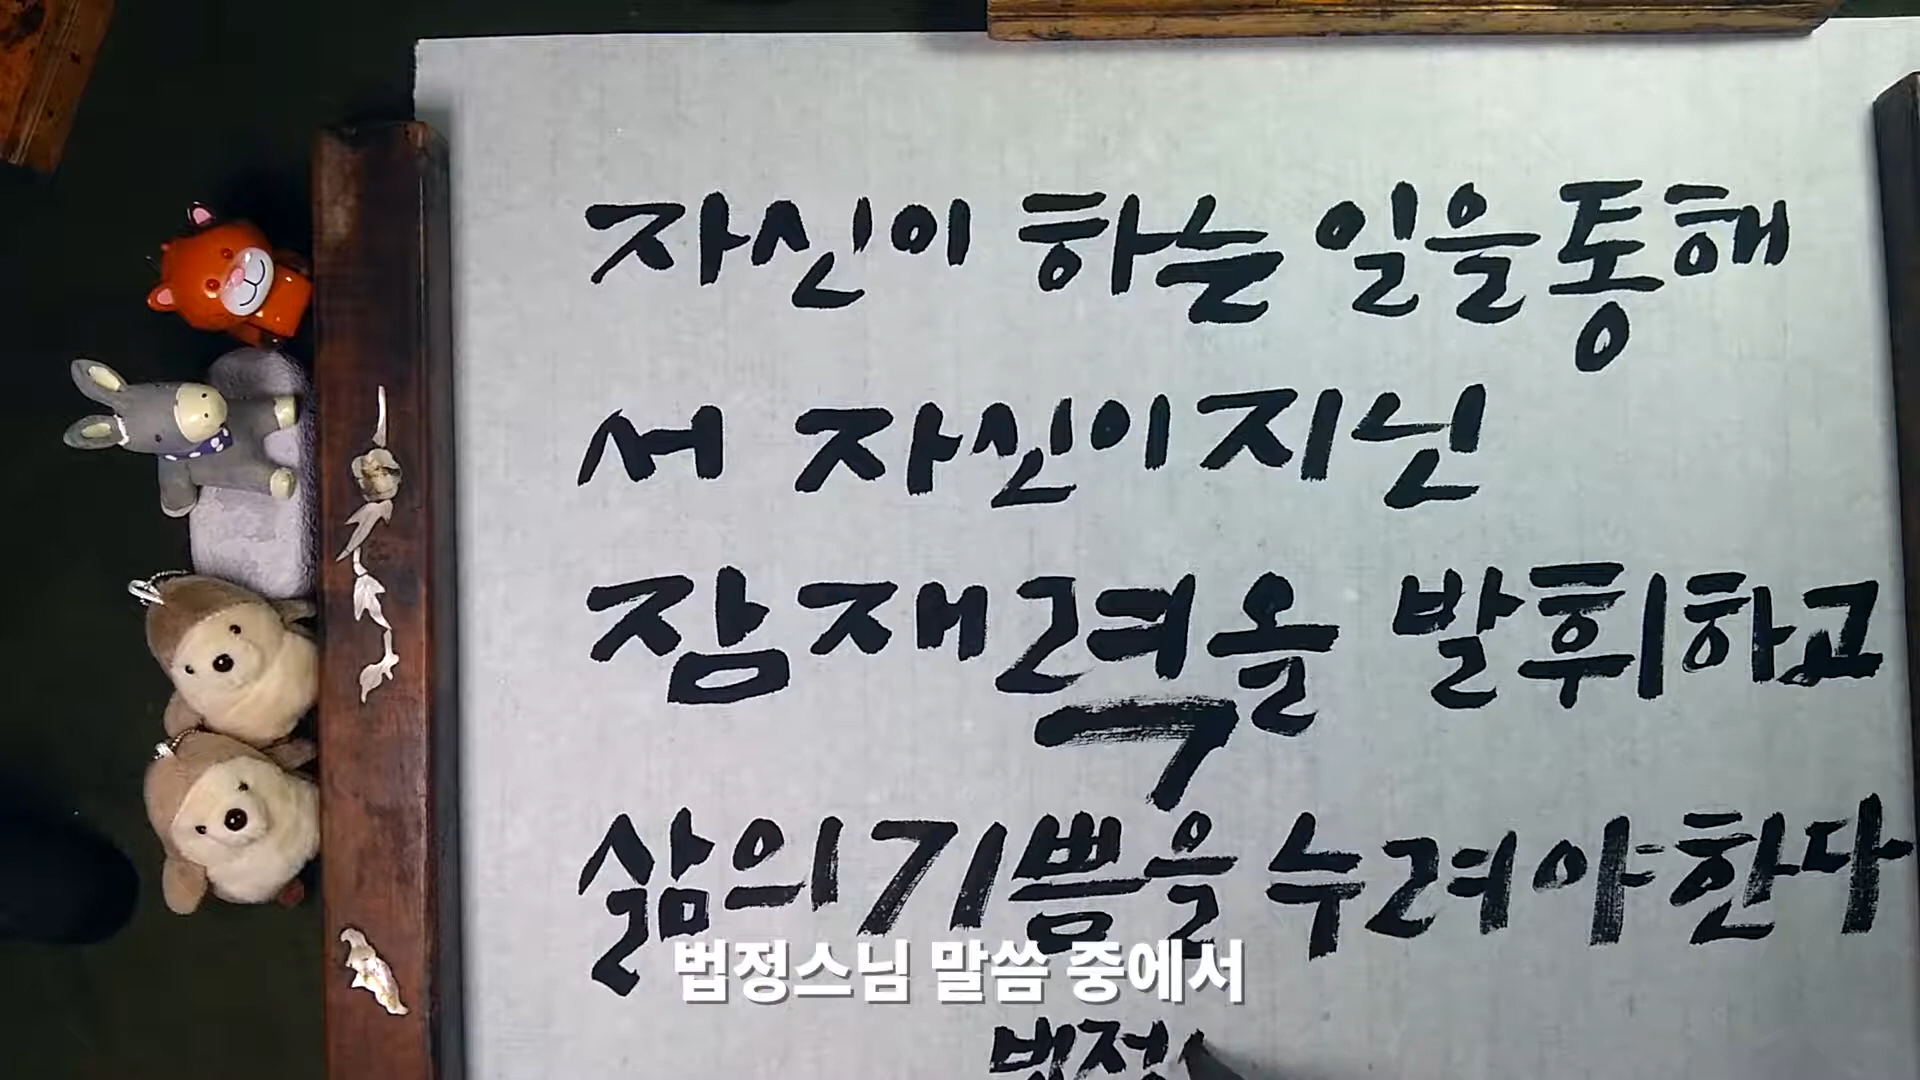 자신이 하는 일을 통해
서 자신이 지닌
잠재력을 발휘하고
삶의 기쁨을 누려야 한다
법정스님 말씀 중에서
법정